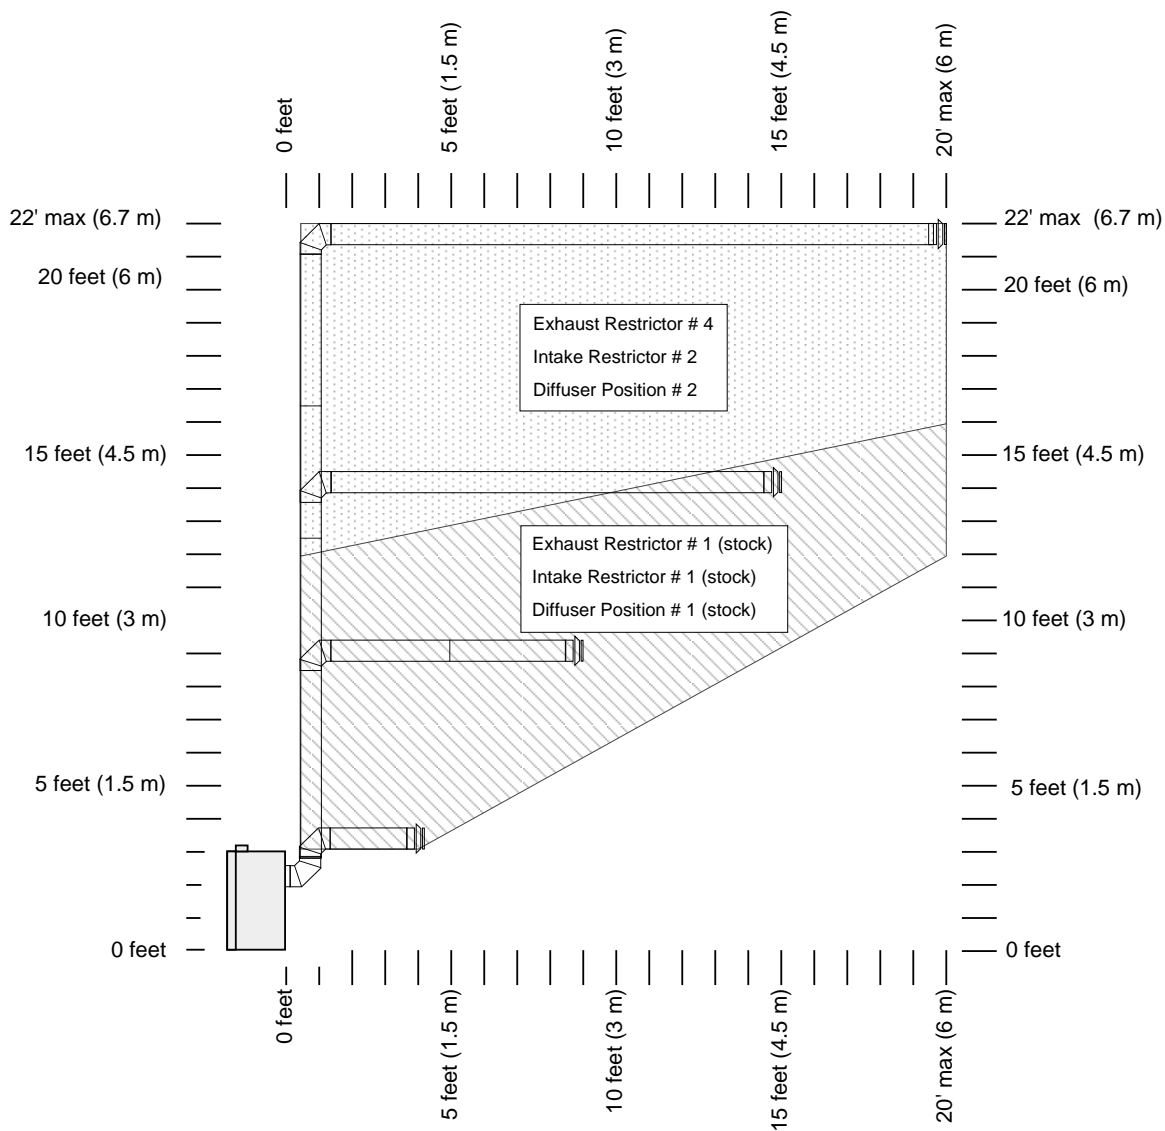 0 feet
5 feet (1.5 m)
10 feet (3 m)
15 feet (4.5 m)
20' max (6 m)
22' max (6.7 m)
20 feet (6 m)
15 feet (4.5 m)
10 feet (3 m)
5 feet (1.5 m)
0 feet
Exhaust Restrictor # 4
Intake Restrictor # 2
Diffuser Position # 2
Exhaust Restrictor # 1 (stock)
Intake Restrictor # 1 (stock)
Diffuser Position # 1 (stock)
22' max (6.7 m)
20 feet (6 m)
15 feet (4.5 m)
10 feet (3 m)
5 feet (1.5 m)
0 feet
0 feet
5 feet (1.5 m)
10 feet (3 m)
15 feet (4.5 m)
20' max (6 m)